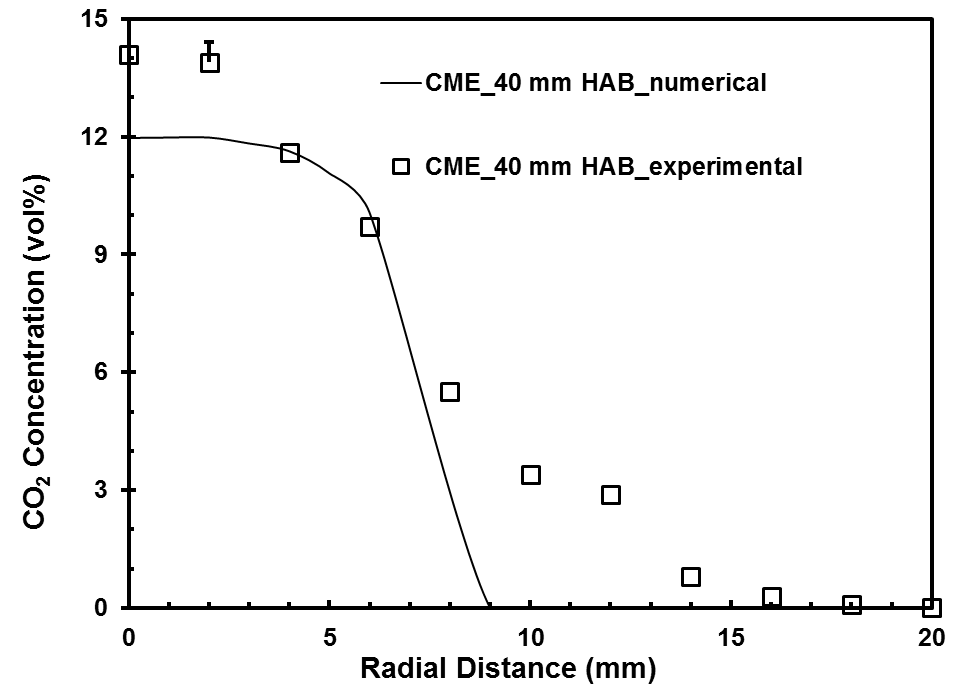 15
12
9
6
3
0
CO₂ Concentration (vol%)
CME_40 mm HAB_numerical
CME_40 mm HAB_experimental
0 5 10 15 20
Radial Distance (mm)